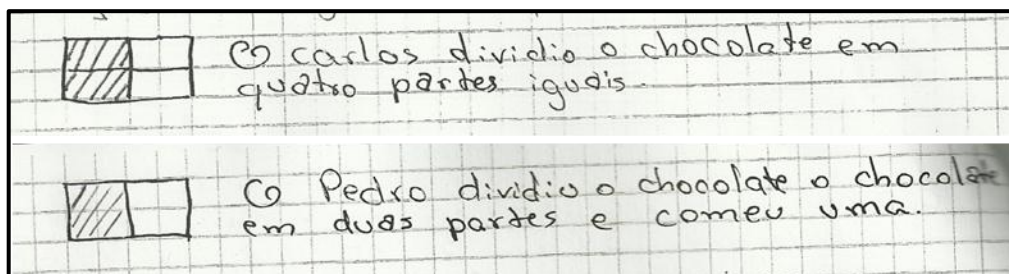 O carlos dividio o chocolate em
quatro partes iguais.
O Pedro dividio o chocolate o chocolate
em duas partes e comeu uma.